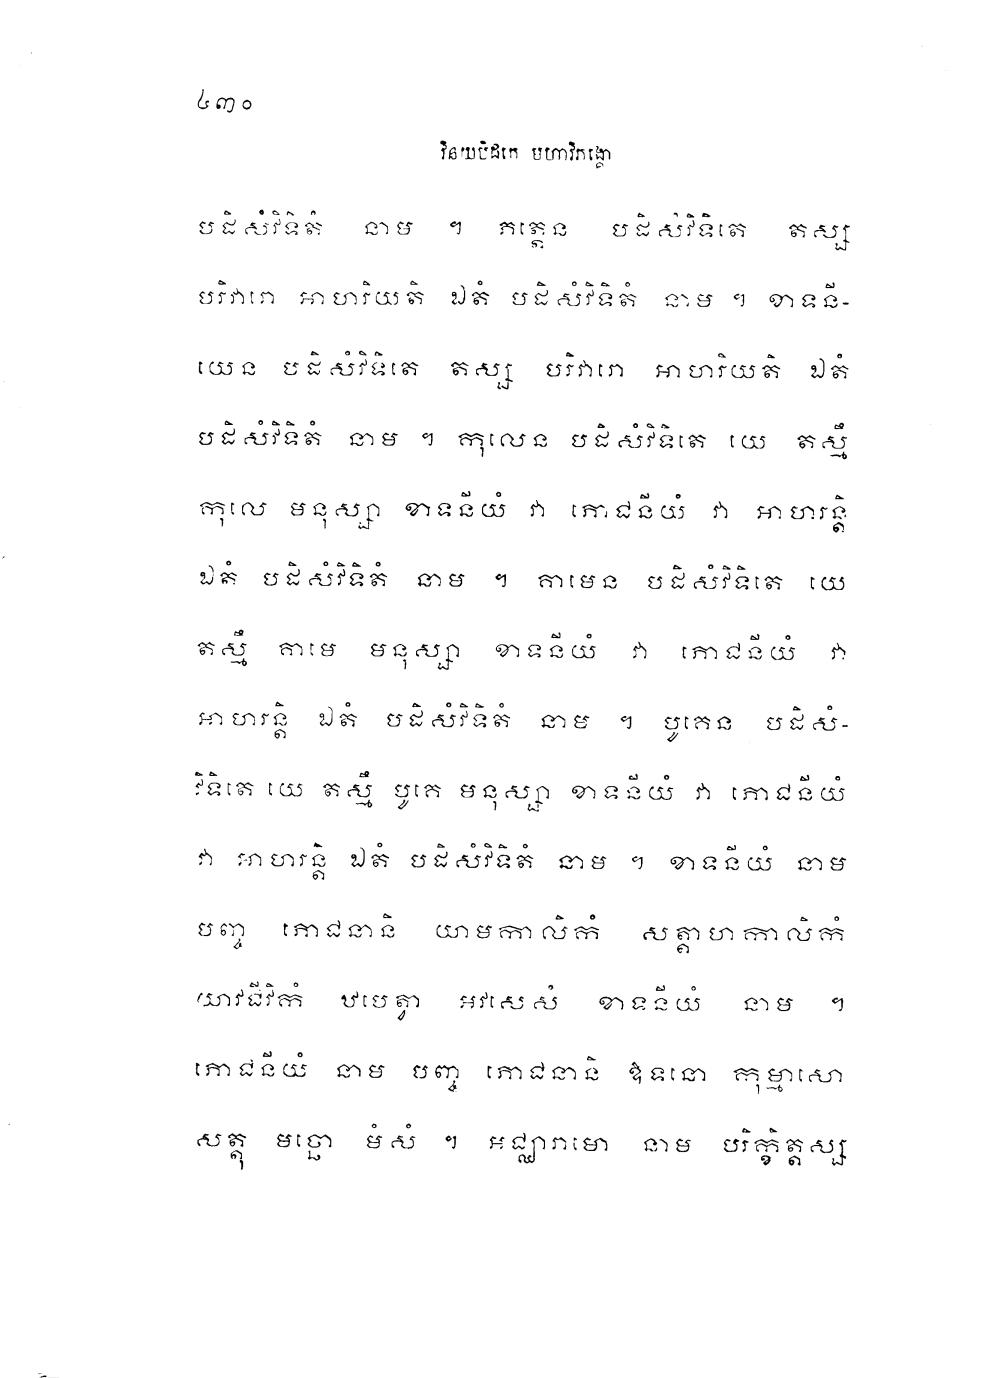 ៤៣០
វិនយបិដកេ មហាវិភង្គោ
បដិសំវិទិតំ នាម ។ ភត្តេន បដិសំវិទិតេ តស្ស
បរិវារោ អាហរិយតិ ឯតំ បដិសំវិទិតំ នាម ។ ខាទនី-
យេន បដិសំវិទិតេ តស្ស បរិវារោ អាហរិយតិ ឯតំ
បដិសំវិទិតំ នាម ។ កុលេន បដិសំវិទិតេ យេ តស្មឹ
កុលេ មនុស្សា ខាទនីយំ វា ភោជនីយំ វា អាហរន្តិ
ឯតំ បដិសំវិទិតំ នាម ។ គាមេន បដិសំវិទិតេ យេ
តស្មឹ គាមេ មនុស្សា ខាទនីយំ វា ភោជនីយំ វា
អាហរន្តិ ឯតំ បដិសំវិទិតំ នាម ។ បូគេន បដិសំ-
វិទិតេ យេ តស្មឹ បូគេ មនុស្សា ខាទនីយំ វា ភោជនីយំ
វា អាហរន្តិ ឯតំ បដិសំវិទិតំ នាម ។ ខាទនីយំ នាម
បញ្ច ភោជនានិ យាមកាលិកំ សត្តាហកាលិកំ
យាវជីវិកំ ឋបេត្វា អវសេសំ ខាទនីយំ នាម ។
ភោជនីយំ នាម បញ្ច ភោជនានិ ឱទនោ កុម្មាសោ
សត្តុ មច្ឆោ មំសំ ។ អជ្ឈារាមោ នាម បរិក្ខិត្តស្ស